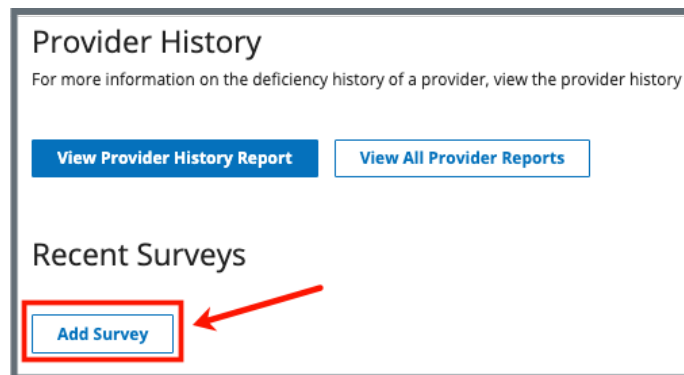 Provider History
For more information on the deficiency history of a provider, view the provider history
View Provider History Report
View All Provider Reports
Recent Surveys
Add Survey